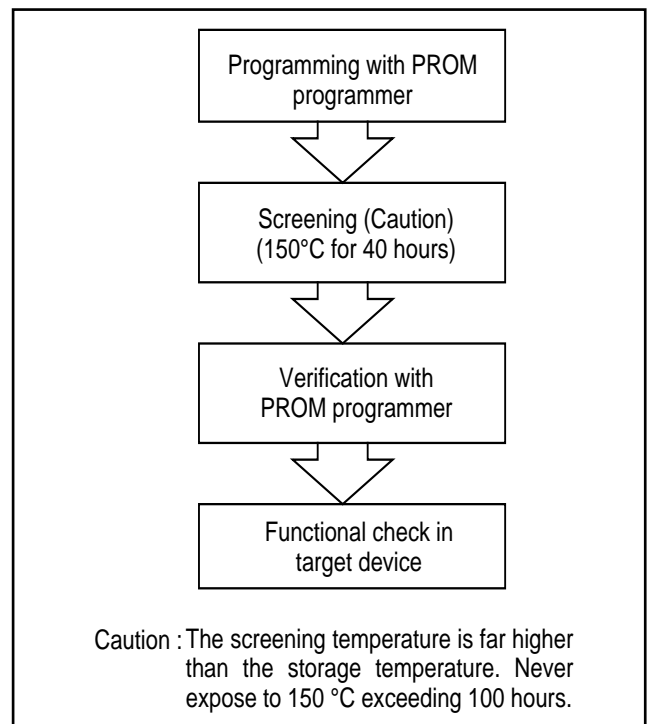 Programming with PROM
programmer
Screening (Caution)
(150°C for 40 hours)
Verification with
PROM programmer
Functional check in
target device
Caution : The screening temperature is far higher
than the storage temperature. Never
expose to 150 °C exceeding 100 hours.